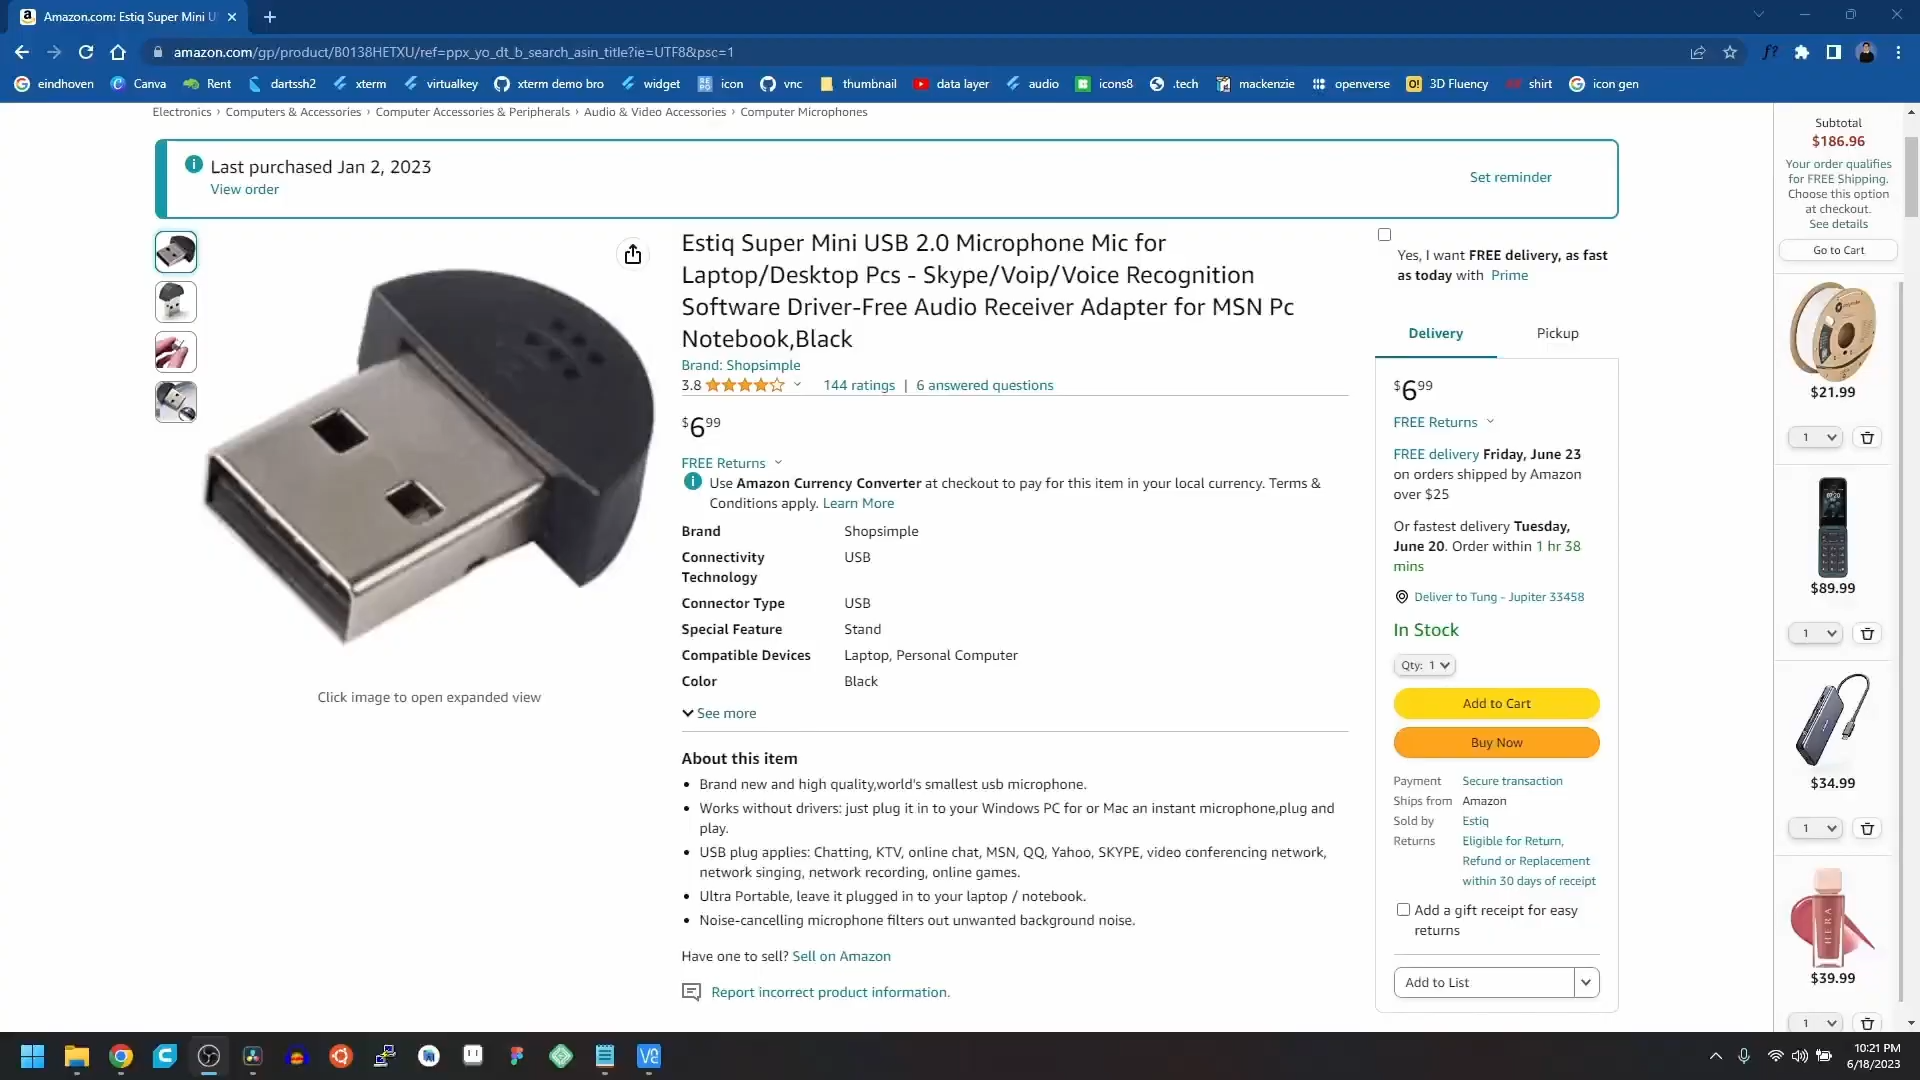 Amazon.com: Estiq Super Mini U
amazon.com/gp/product/B0138HETXU/ref=ppx_yo_dt_b_search_asin_title?ie=UTF8&psc=1
eindhoven Canva Rent dartssh2 xterm virtualkey xterm demo bro widget icon vnc thumbnail data layer audio icons8 .tech mackenzie openverse 3D Fluency shirt icon gen
Electronics › Computers & Accessories › Computer Accessories & Peripherals › Audio & Video Accessories › Computer Microphones
Last purchased Jan 2, 2023
View order
Set reminder
Estiq Super Mini USB 2.0 Microphone Mic for
Laptop/Desktop Pcs - Skype/Voip/Voice Recognition
Software Driver-Free Audio Receiver Adapter for MSN Pc
Notebook,Black
Brand: Shopsimple
3.8 144 ratings | 6 answered questions
$6 99
FREE Returns
Use Amazon Currency Converter at checkout to pay for this item in your local currency. Terms &
Conditions apply. Learn More
Brand Shopsimple
Connectivity USB
Technology
Connector Type USB
Special Feature Stand
Compatible Devices Laptop, Personal Computer
Color Black
See more
Click image to open expanded view
About this item
• Brand new and high quality,world's smallest usb microphone.
• Works without drivers: just plug it in to your Windows PC for or Mac an instant microphone,plug and
play.
• USB plug applies: Chatting, KTV, online chat, MSN, QQ, Yahoo, SKYPE, video conferencing network,
network singing, network recording, online games.
• Ultra Portable, leave it plugged in to your laptop / notebook.
• Noise-cancelling microphone filters out unwanted background noise.
Have one to sell? Sell on Amazon
Report incorrect product information.
Yes, I want FREE delivery, as fast
as today with Prime
Delivery Pickup
$6 99
FREE Returns
FREE delivery Friday, June 23
on orders shipped by Amazon
over $25
Or fastest delivery Tuesday,
June 20. Order within 1 hr 38
mins
Deliver to Tung - Jupiter 33458
In Stock
Qty: 1
Add to Cart
Buy Now
Payment Secure transaction
Ships from Amazon
Sold by Estiq
Returns Eligible for Return,
Refund or Replacement
within 30 days of receipt
Add a gift receipt for easy
returns
Add to List
Subtotal
$186.96
Your order qualifies
for FREE Shipping.
Choose this option
at checkout.
See details
Go to Cart
$21.99
1
$89.99
1
$34.99
1
HERA
$39.99
1
10:21 PM
6/18/2023